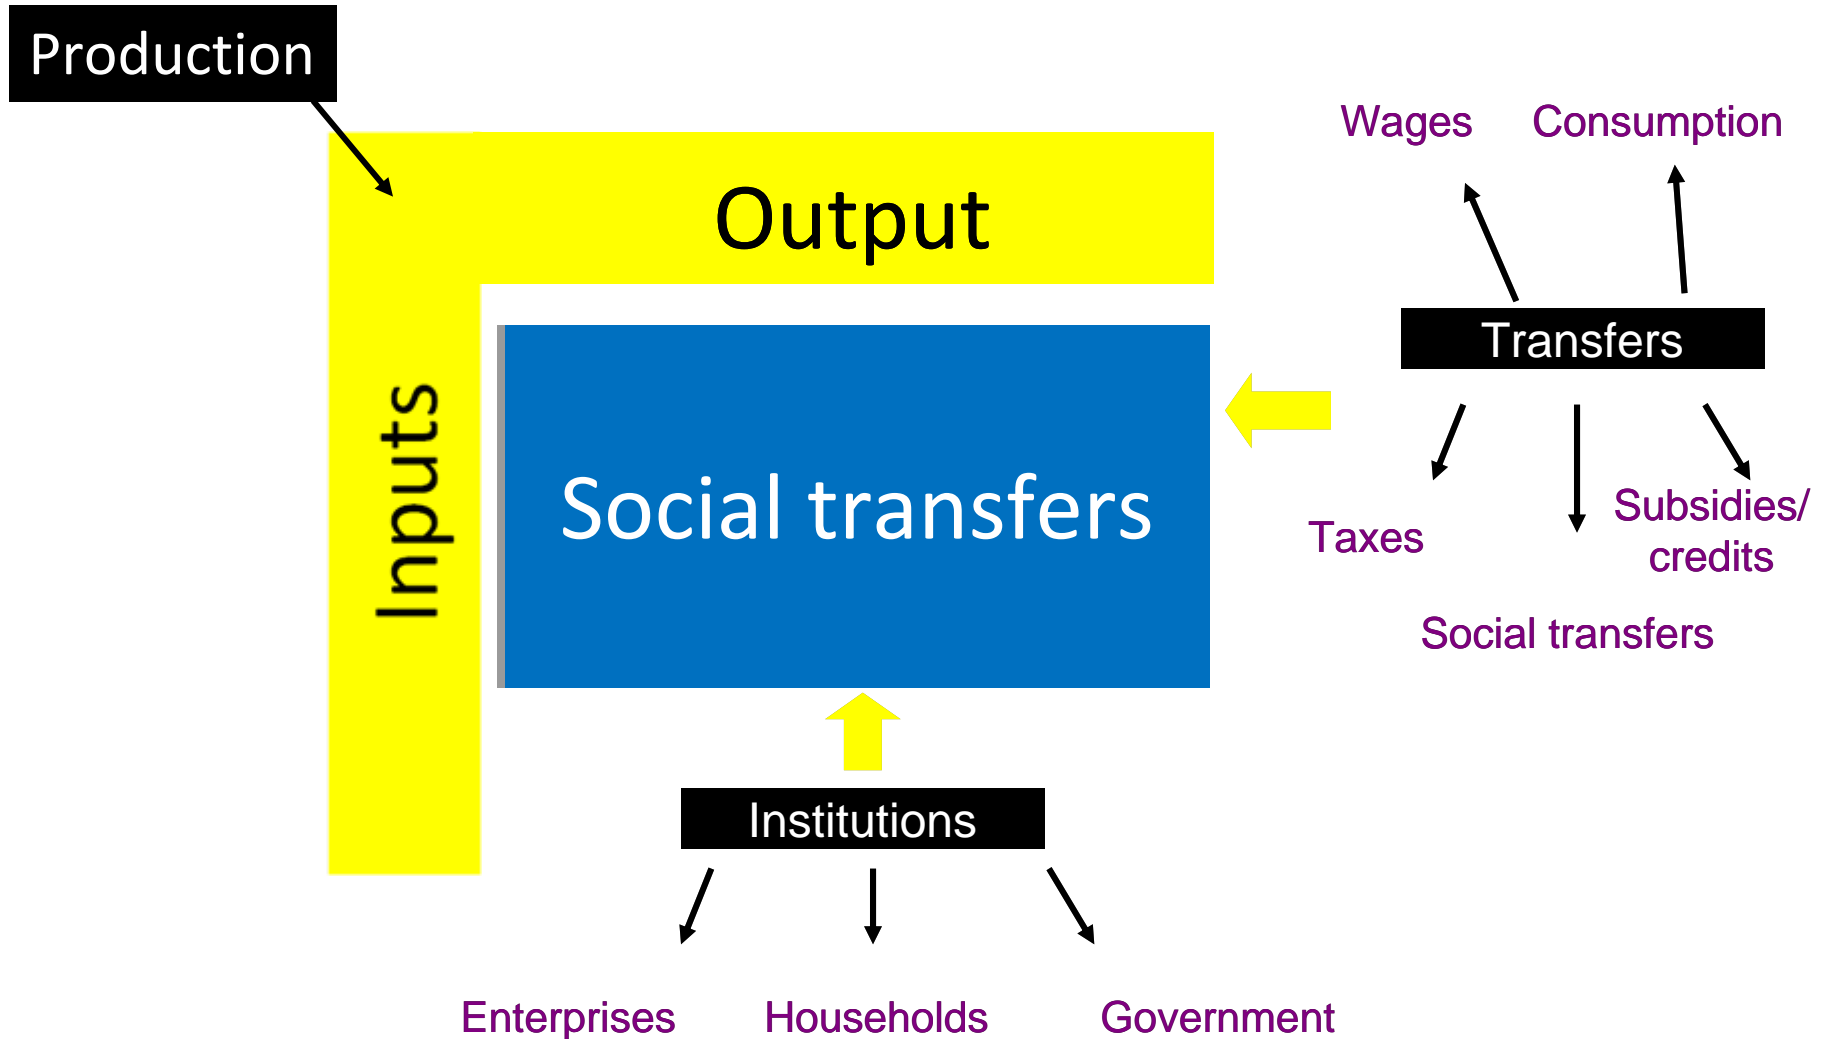 Production
Wages
Consumption
Output
Transfers
Inputs
Social transfers
Subsidies/
credits
Taxes
Social transfers
Institutions
Enterprises
Households
Government